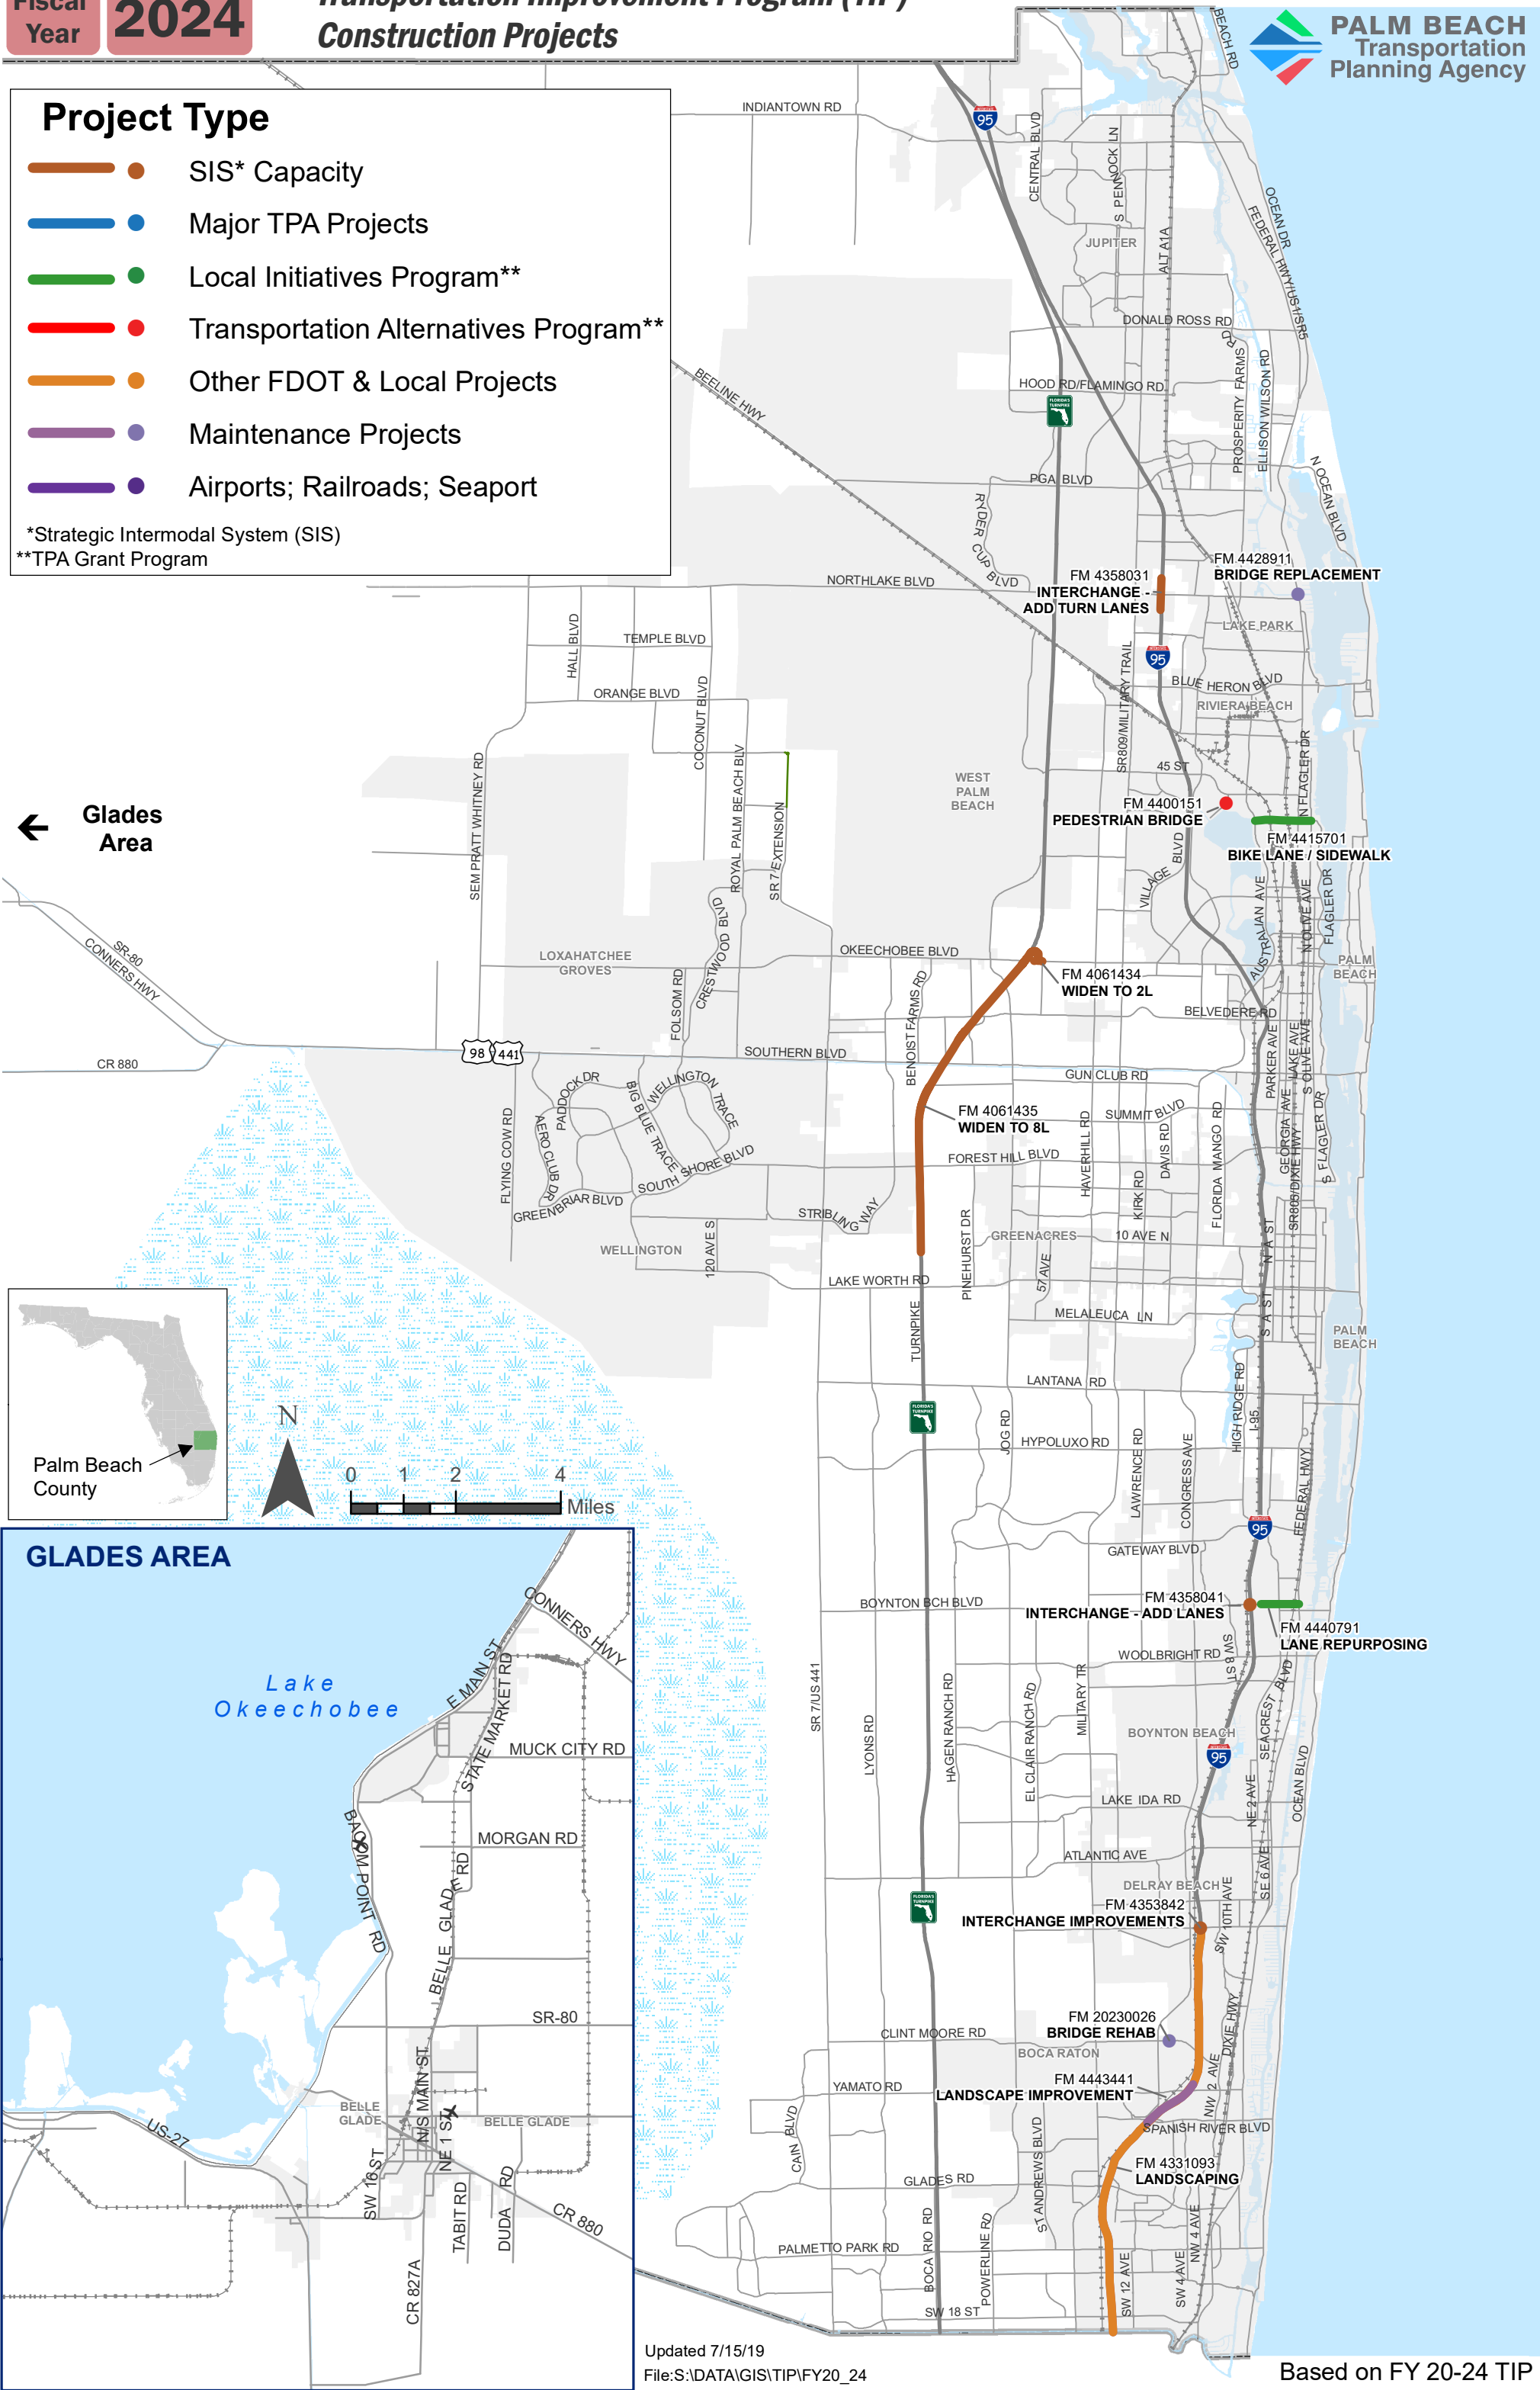 Fiscal
Year
2024
Transportation Improvement Program (TIP)
Construction Projects
PALM BEACH
Transportation
Planning Agency
Project Type
SIS* Capacity
Major TPA Projects
Local Initiatives Program**
Transportation Alternatives Program**
Other FDOT & Local Projects
Maintenance Projects
Airports; Railroads; Seaport
*Strategic Intermodal System (SIS)
**TPA Grant Program
BEACH RD
INDIANTOWN RD
95
CENTRAL BLVD
S PENNOCK LN
JUPITER
ALT A1A
OCEAN DR
FEDERAL HWY/US1/SR5
DONALD ROSS RD
RD
PROSPERITY FARMS
ELLISON WILSON RD
HOOD RD/FLAMINGO RD
FLORIDA'S
TURNPIKE
BEELINE HWY
PGA BLVD
RYDER CUP BLVD
N OCEAN BLVD
NORTHLAKE BLVD
FM 4358031
INTERCHANGE -
ADD TURN LANES
FM 4428911
BRIDGE REPLACEMENT
LAKE PARK
HALL BLVD
TEMPLE BLVD
ORANGE BLVD
COCONUT BLVD
SR809/MILITARY TRAIL
95
BLUE HERON BLVD
RIVIERA BEACH
SEM PRATT WHITNEY RD
ROYAL PALM BEACH BLV
SR 7 EXTENSION
WEST
PALM
BEACH
45 ST
N FLAGLER DR
FM 4400151
PEDESTRIAN BRIDGE
FM 4415701
BIKE LANE / SIDEWALK
Glades
Area
VILLAGE BLVD
AUSTRALIAN AVE
N OLIVE AVE
FLAGLER DR
SR-80
CONNERS HWY
LOXAHATCHEE
GROVES
FOLSOM RD
CRESTWOOD BLVD
OKEECHOBEE BLVD
BENOIST FARMS RD
FM 4061434
WIDEN TO 2L
PALM
BEACH
BELVEDERE RD
CR 880
98
441
SOUTHERN BLVD
GUN CLUB RD
PARKER AVE
LAKE AVE
S OLIVE AVE
FLYING COW RD
PADDOCK DR
AERO CLUB DR
BIG BLUE TRACE
WELLINGTON TRACE
FM 4061435
WIDEN TO 8L
SUMMIT BLVD
HAVERHILL RD
DAVIS RD
FLORIDA MANGO RD
GEORGIA AVE
SR805/DIXIE HWY
S FLAGLER DR
FOREST HILL BLVD
KIRK RD
SOUTH SHORE BLVD
GREENBRIAR BLVD
STRIBLING WAY
WELLINGTON
120 AVE S
PINEHURST DR
GREENACRES
10 AVE N
N A ST
57 AVE
LAKE WORTH RD
TURNPIKE
MELALEUCA LN
S A ST
PALM
BEACH
LANTANA RD
HIGH RIDGE RD
I-95
FLORIDA'S
TURNPIKE
JOG RD
HYPOLUXO RD
LAWRENCE RD
CONGRESS AVE
FEDERAL HWY
95
Palm Beach
County
N
0
1
2
4
Miles
GATEWAY BLVD
BOYNTON BCH BLVD
FM 4358041
INTERCHANGE - ADD LANES
FM 4440791
LANE REPURPOSING
WOOLBRIGHT RD
SW 8 ST
SEACREST BLVD
SR 7/US 441
LYONS RD
HAGEN RANCH RD
EL CLAIR RANCH RD
MILITARY TR
BOYNTON BEACH
95
NE 2 AVE
OCEAN BLVD
LAKE IDA RD
ATLANTIC AVE
SE 6 AVE
DELRAY BEACH
FLORIDA'S
TURNPIKE
FM 4353842
INTERCHANGE IMPROVEMENTS
SW 10TH AVE
FM 20230026
BRIDGE REHAB
CLINT MOORE RD
BOCA RATON
DIXIE HWY
FM 4443441
LANDSCAPE IMPROVEMENT
YAMATO RD
NW 2 AVE
CAIN BLVD
ST ANDREWS BLVD
SPANISH RIVER BLVD
FM 4331093
LANDSCAPING
GLADES RD
BOCA RIO RD
POWERLINE RD
NW 4 AVE
PALMETTO PARK RD
SW 12 AVE
SW 4 AVE
SW 18 ST
GLADES AREA
Lake
Okeechobee
CONNERS HWY
E MAIN ST
STATE MARKET RD
MUCK CITY RD
BACOM POINT RD
MORGAN RD
BELLE GLADE RD
SR-80
N/S MAIN ST
NE 1 ST
BELLE
GLADE
BELLE GLADE
US-27
SW 16 ST
TABIT RD
DUDA RD
CR 880
CR 827A
Updated 7/15/19
File:S:\DATA\GIS\TIP\FY20_24
Based on FY 20-24 TIP